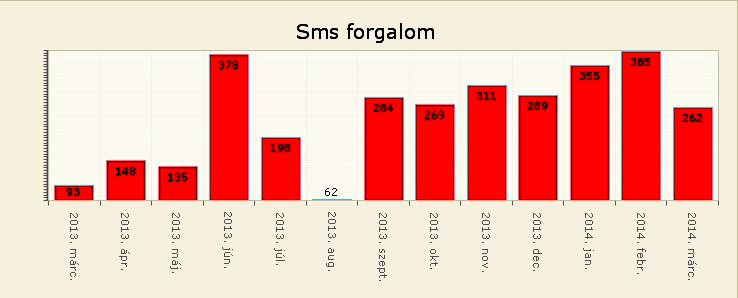 Sms forgalom
93
148
135
378
198
62
284
269
311
289
355
385
262
2013. márc.
2013. ápr.
2013. máj.
2013. jún.
2013. júl.
2013. aug.
2013. szept.
2013. okt.
2013. nov.
2013. dec.
2014. jan.
2014. febr.
2014. márc.